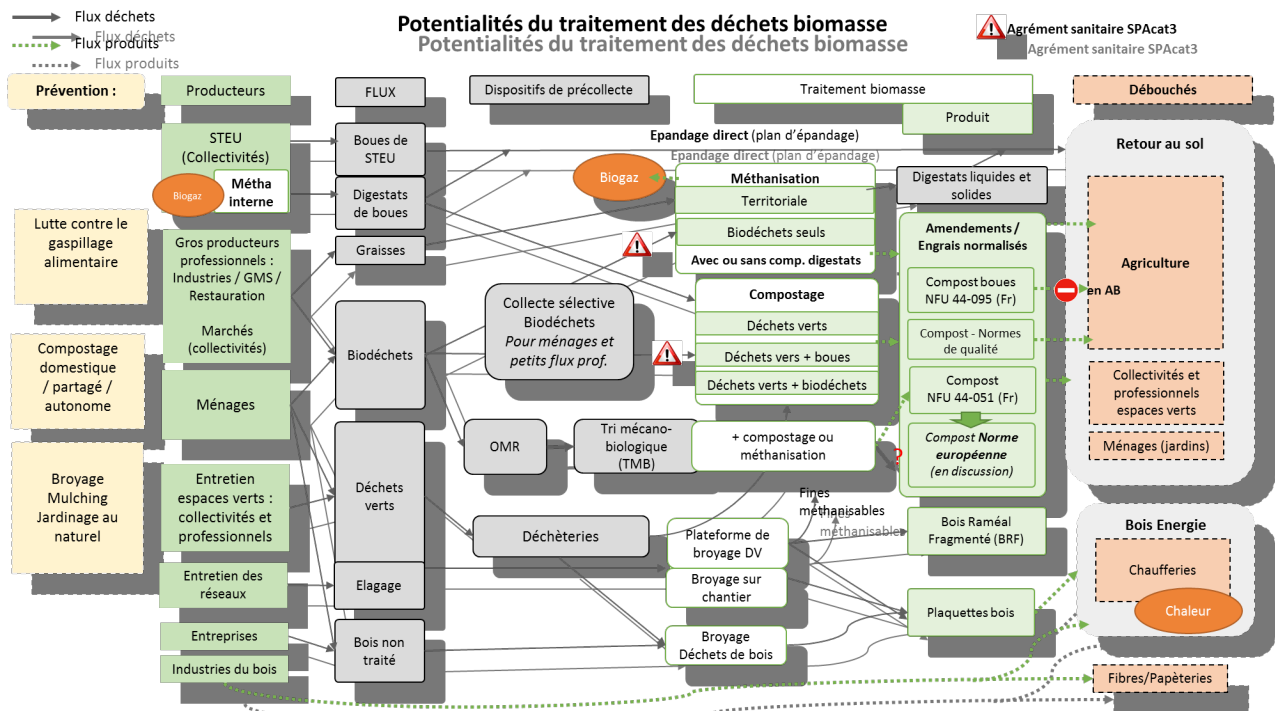 Flux déchets
Flux déchets
Flux produits
Flux produits
Potentialités du traitement des déchets biomasse
Potentialités du traitement des déchets biomasse
Agrément sanitaire SPAcat3
Agrément sanitaire SPAcat3
Prévention :
Producteurs
FLUX
Dispositifs de précollecte
Traitement biomasse
Produit
Débouchés
Lutte contre le
gaspillage
alimentaire
Compostage
domestique
/ partagé /
autonome
Broyage
Mulching
Jardinage au
naturel
STEU
(Collectivités)
Biogaz
Métha
interne
Gros producteurs
professionnels :
Industries / GMS /
Restauration
Marchés
(collectivités)
Ménages
Entretien
espaces verts :
collectivités et
professionnels
Entretien des
réseaux
Entreprises
Industries du bois
Boues de
STEU
Digestats
de boues
Graisses
Biodéchets
Déchets
verts
Elagage
Bois non
traité
Collecte sélective
Biodéchets
Pour ménages et
petits flux prof.
OMR
Tri mécano-
biologique
(TMB)
+ compostage ou
méthanisation
Déchèteries
Epandage direct (plan d’épandage)
Epandage direct (plan d’épandage)
Biogaz
Méthanisation
Territoriale
Biodéchets seuls
Avec ou sans comp. digestats
Compostage
Déchets verts
Déchets vers + boues
Déchets verts + biodéchets
Fines
méthanisables
méthanisables
Plateforme de
broyage DV
Broyage sur
chantier
Broyage
Déchets de bois
Digestats liquides et
solides
Amendements /
Engrais normalisés
Compost boues
NFU 44-095 (Fr)
Compost - Normes
de qualité
Compost
NFU 44-051 (Fr)
Compost Norme
européenne
(en discussion)
?
Bois Raméal
Fragmenté (BRF)
Plaquettes bois
Retour au sol
Agriculture
en AB
Collectivités et
professionnels
espaces verts
Ménages (jardins)
Bois Energie
Chaufferies
Chaleur
Fibres/Papèteries